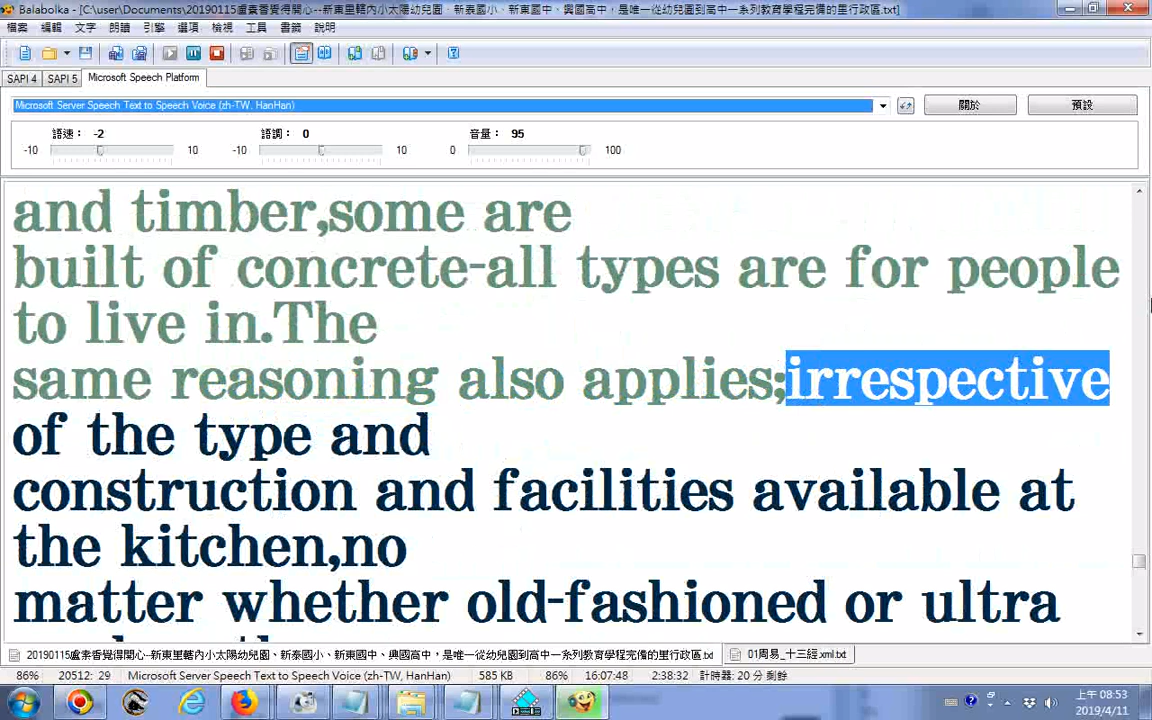 Balabolka - [C:\user\Documents\20190115盧素香覺得開心--新東里轄內小太陽幼兒園、新泰國小、新東國中、興國高中，是唯一從幼兒園到高中一系列教育學程完備的里行政區.txt]
檔案 編輯 文字 朗讀 引擎 選項 檢視 工具 書籤 說明
SAPI 4 SAPI 5 Microsoft Speech Platform
Microsoft Server Speech Text to Speech Voice (zh-TW, HanHan) 關於 預設
語速： -2 語調： 0 音量： 95
-10 10 -10 10 0 100
and timber,some are
built of concrete-all types are for people
to live in.The
same reasoning also applies;irrespective
of the type and
construction and facilities available at
the kitchen,no
matter whether old-fashioned or ultra
20190115盧素香覺得開心--新東里轄內小太陽幼兒園、新泰國小、新東國中、興國高中，是唯一從幼兒園到高中一系列教育學程完備的里行政區.txt 01周易_十三經.xml.txt
86% 20512: 29 Microsoft Server Speech Text to Speech Voice (zh-TW, HanHan) 585 KB 86% 16:07:48 2:38:32 計時器: 20 分 剩餘
上午 08:53
2019/4/11